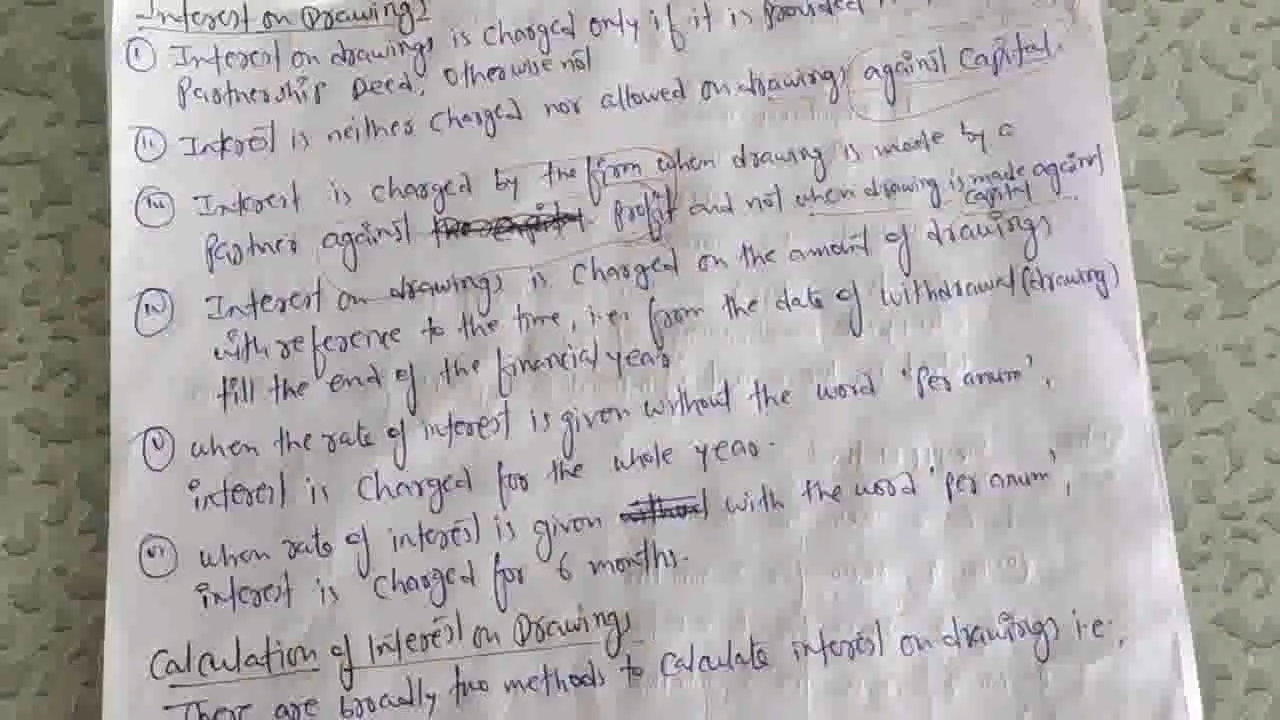 Interest on Drawings
(i) Interest on drawings is charged only if it is provided
Partnership Deed, otherwise not
(ii) Interest is neither charged nor allowed on drawings against Capital.
(iii) Interest is charged by the firm when drawing is made by a
Partner against profit and not when drawing is made against
capital
(iv) Interest on drawings is charged on the amount of drawings
with reference to the time, i.e. from the date of withdrawal (drawing)
till the end of the financial year
(v) when the rate of interest is given without the word 'Per anum',
interest is charged for the whole year.
(vi) when rate of interest is given with the word 'per anum',
interest is charged for 6 months.
Calculation of Interest on Drawings
There are broadly two methods to calculate interest on drawings i.e.,